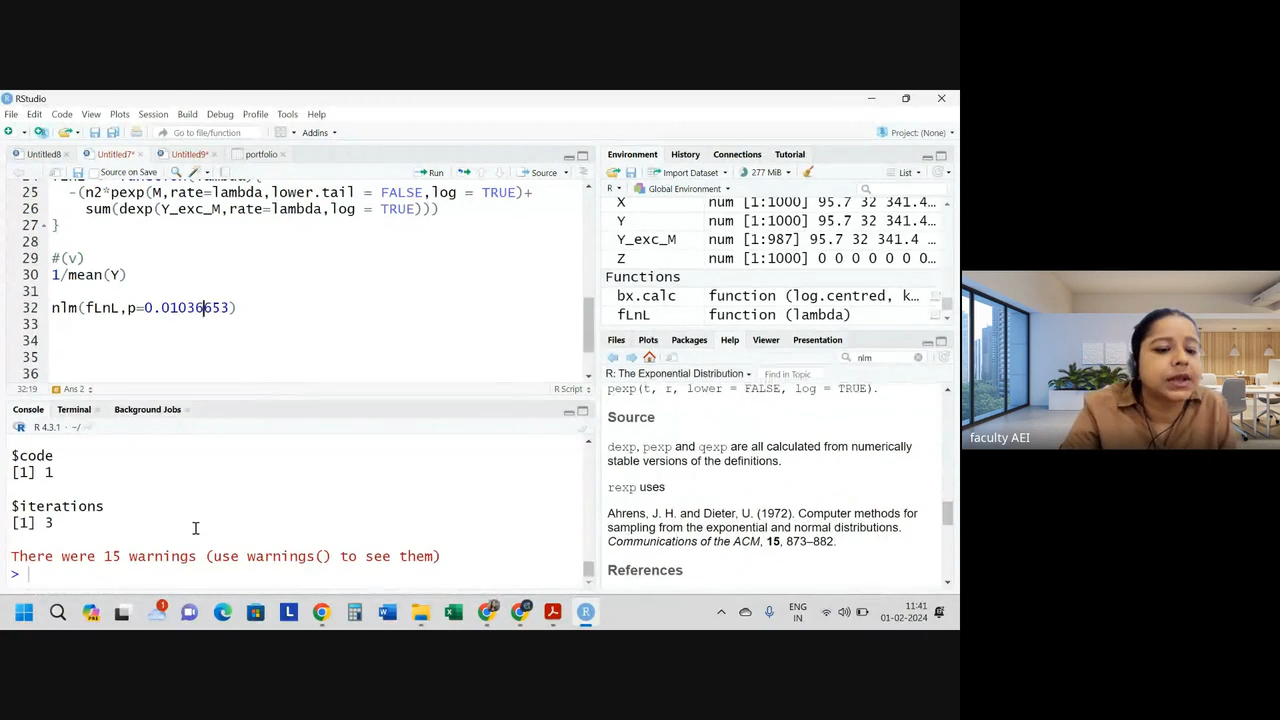 RStudio
File Edit Code View Plots Session Build Debug Profile Tools Help
Go to file/function
Addins
Project: (None)
Untitled8
Untitled7*
Untitled9*
portfolio
Source on Save
Run
Source
25 -(n2*pexp(M,rate=lambda,lower.tail = FALSE,log = TRUE)+
26 sum(dexp(Y_exc_M,rate=lambda,log = TRUE)))
27 }
28
29 #(v)
30 1/mean(Y)
31
32 nlm(fLnL,p=0.01036653)
33
34
35
36
32:19
Ans 2
R Script
Console Terminal Background Jobs
R 4.3.1 · ~/
$code
[1] 1
$iterations
[1] 3
There were 15 warnings (use warnings() to see them)
>
Environment History Connections Tutorial
Import Dataset
277 MiB
List
R
Global Environment
X num [1:1000] 95.7 32 341.4…
Y num [1:1000] 95.7 32 341.4…
Y_exc_M num [1:987] 95.7 32 341.4 …
Z num [1:1000] 0 0 0 0 0 0 0…
Functions
bx.calc function (log.centred, k…
fLnL function (lambda)
Files Plots Packages Help Viewer Presentation
nlm
R: The Exponential Distribution
Find in Topic
pexp(t, r, lower = FALSE, log = TRUE).
Source
dexp, pexp and qexp are all calculated from numerically
stable versions of the definitions.
rexp uses
Ahrens, J. H. and Dieter, U. (1972). Computer methods for
sampling from the exponential and normal distributions.
Communications of the ACM, 15, 873–882.
References
faculty AEI
ENG
IN
11:41
01-02-2024